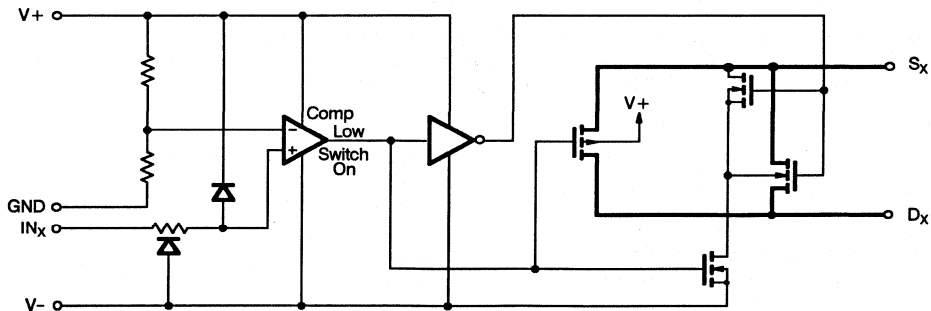 V+
Comp
Low
Switch
On
−
+
GND
INX
V-
V+
SX
DX